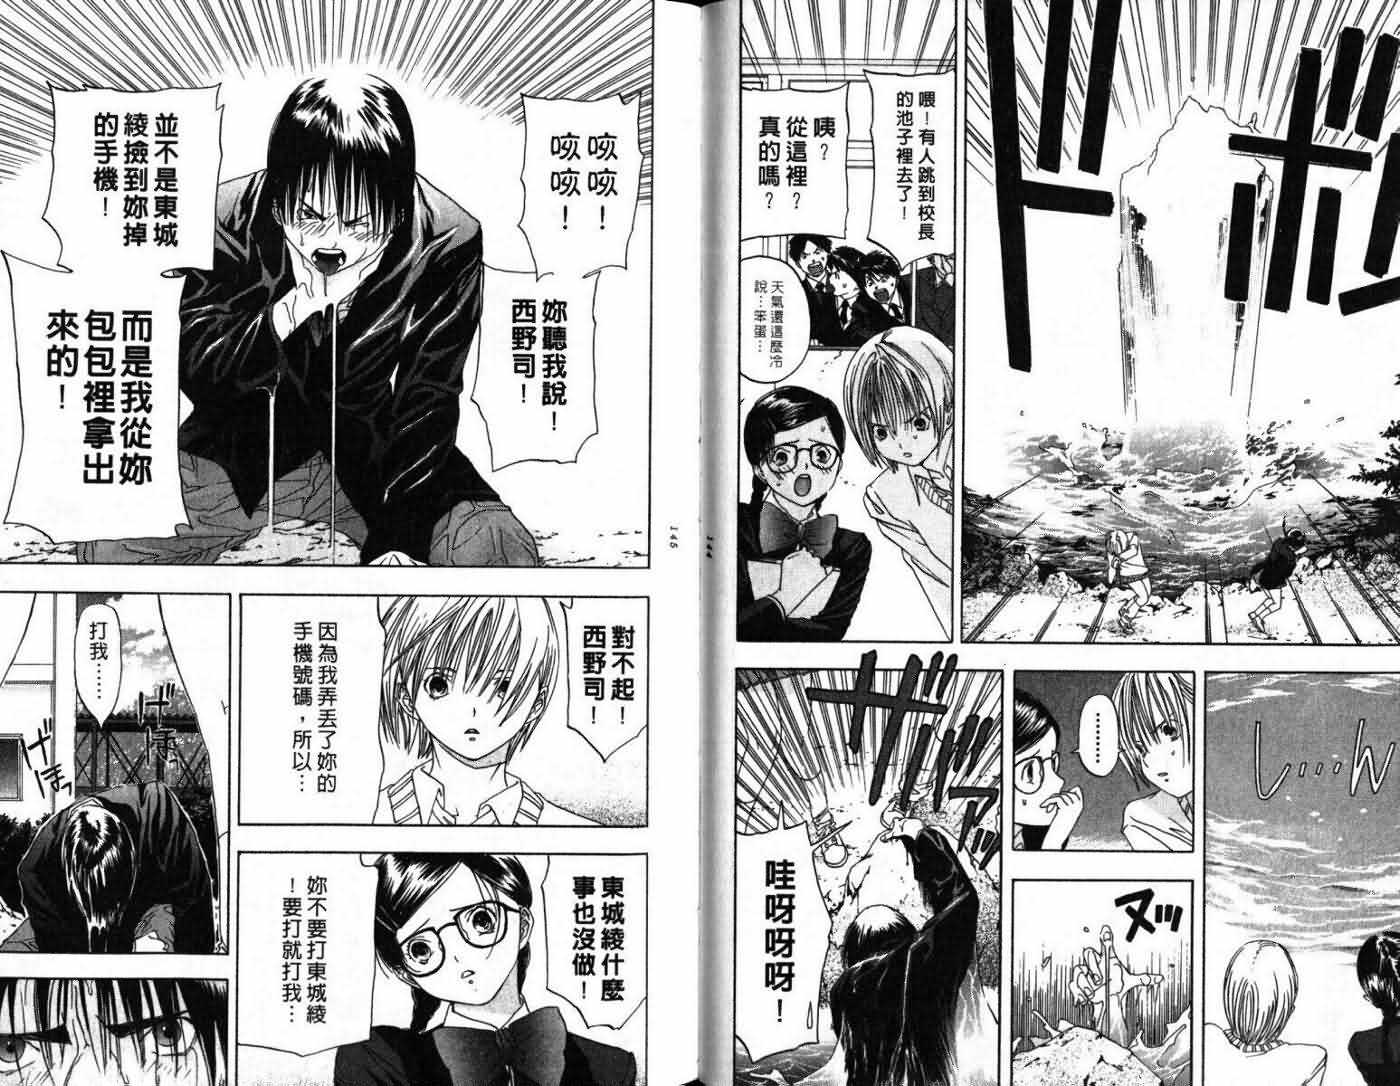 ドボォン
喂！有人跳到校長
的池子裡去了！
咦？
從這裡？
真的嗎？
天氣還這麼冷
說…笨蛋…
し……ん
………
ヌッ
ザバァッ
哇呀呀呀！
144
咳咳！
咳咳！
妳聽我說！
西野司！
並不是東城
綾撿到妳掉
的手機！
而是我從妳
包包裡拿出
來的！
145
對不起！
西野司！
因為我弄丟了妳的
手機號碼，所以…
東城綾什麼
事也沒做！
妳不要打東城綾
！要打就打我…
打我……
げほっ
げほっ